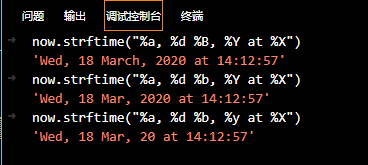 问题 输出 调试控制台 终端
→ now.strftime("%a, %d %B, %Y at %X")
'Wed, 18 March, 2020 at 14:12:57'
→ now.strftime("%a, %d %b, %Y at %X")
'Wed, 18 Mar, 2020 at 14:12:57'
→ now.strftime("%a, %d %b, %y at %X")
'Wed, 18 Mar, 20 at 14:12:57'